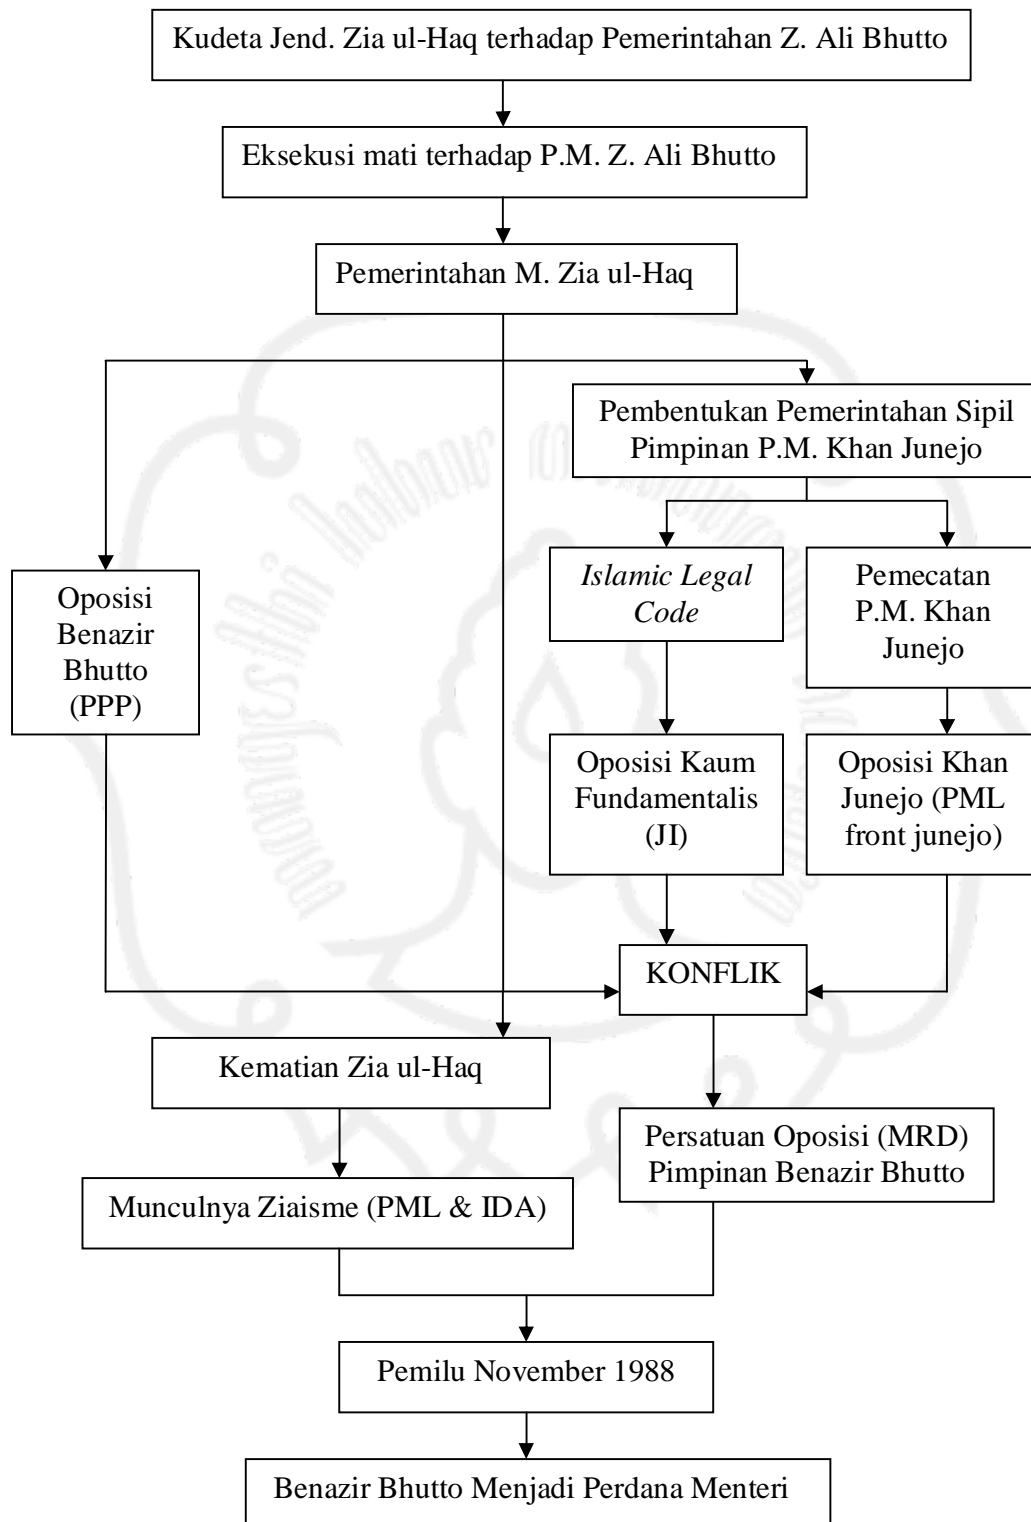 Kudeta Jend. Zia ul-Haq terhadap Pemerintahan Z. Ali Bhutto
Eksekusi mati terhadap P.M. Z. Ali Bhutto
Pemerintahan M. Zia ul-Haq
Pembentukan Pemerintahan Sipil
Pimpinan P.M. Khan Junejo
Oposisi
Benazir
Bhutto
(PPP)
Islamic Legal
Code
Pemecatan
P.M. Khan
Junejo
Oposisi Kaum
Fundamentalis
(JI)
Oposisi Khan
Junejo (PML
front junejo)
KONFLIK
Kematian Zia ul-Haq
Persatuan Oposisi (MRD)
Pimpinan Benazir Bhutto
Munculnya Ziaisme (PML & IDA)
Pemilu November 1988
Benazir Bhutto Menjadi Perdana Menteri